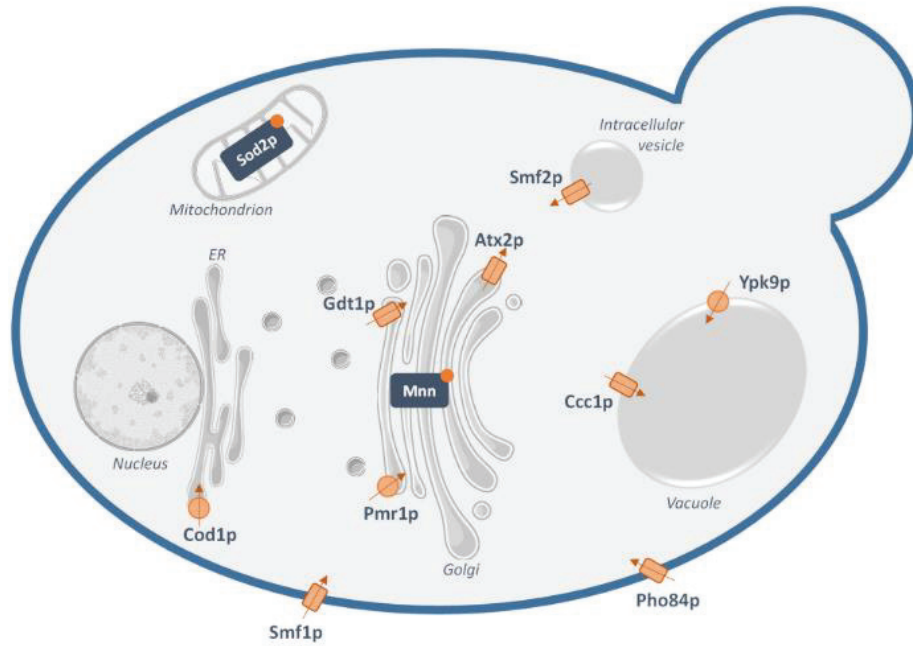 Intracellular
vesicle
Sod2p
Smf2p
Mitochondrion
Atx2p
ER
Ypk9p
Gdt1p
Mnn
Ccc1p
Nucleus
Vacuole
Pmr1p
Cod1p
Golgi
Pho84p
Smf1p